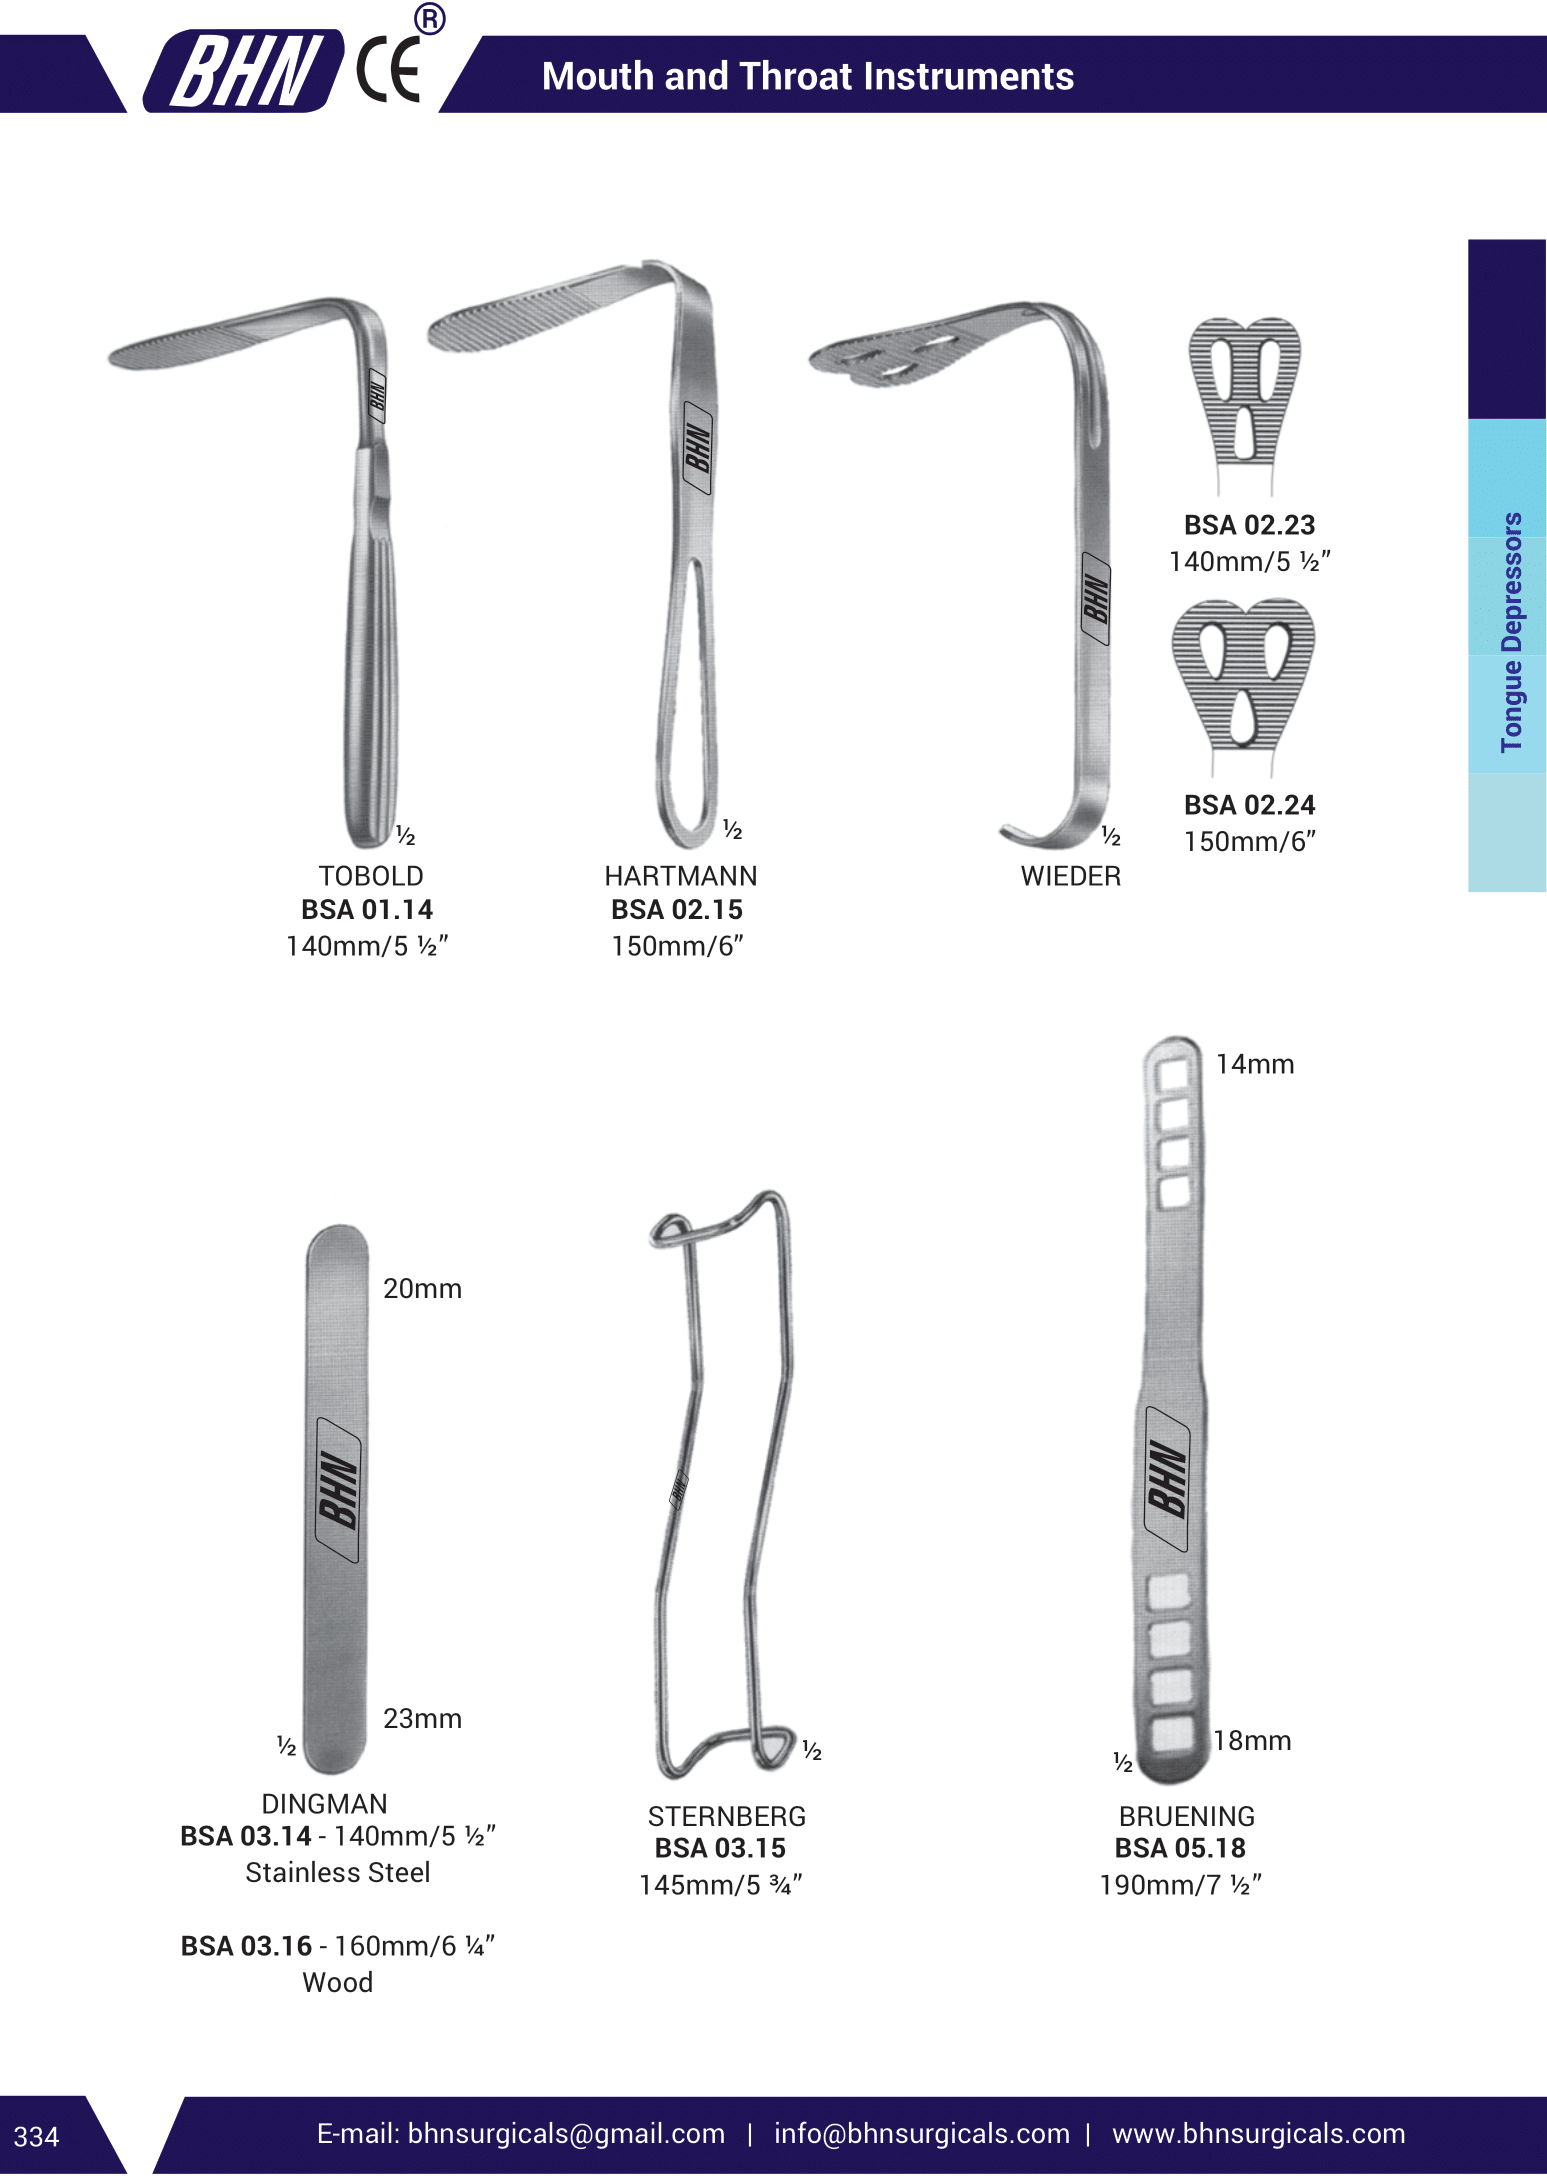 BHN CE ®
Mouth and Throat Instruments
Tongue Depressors
BHN
BHN
BHN
BSA 02.23
140mm/5 ½”
BSA 02.24
150mm/6”
½
½
½
TOBOLD
BSA 01.14
140mm/5 ½”
HARTMANN
BSA 02.15
150mm/6”
WIEDER
20mm
BHN
23mm
½
DINGMAN
BSA 03.14 - 140mm/5 ½”
Stainless Steel
BSA 03.16 - 160mm/6 ¼”
Wood
BHN
½
STERNBERG
BSA 03.15
145mm/5 ¾”
14mm
BHN
18mm
½
BRUENING
BSA 05.18
190mm/7 ½”
334
E-mail: bhnsurgicals@gmail.com | info@bhnsurgicals.com | www.bhnsurgicals.com